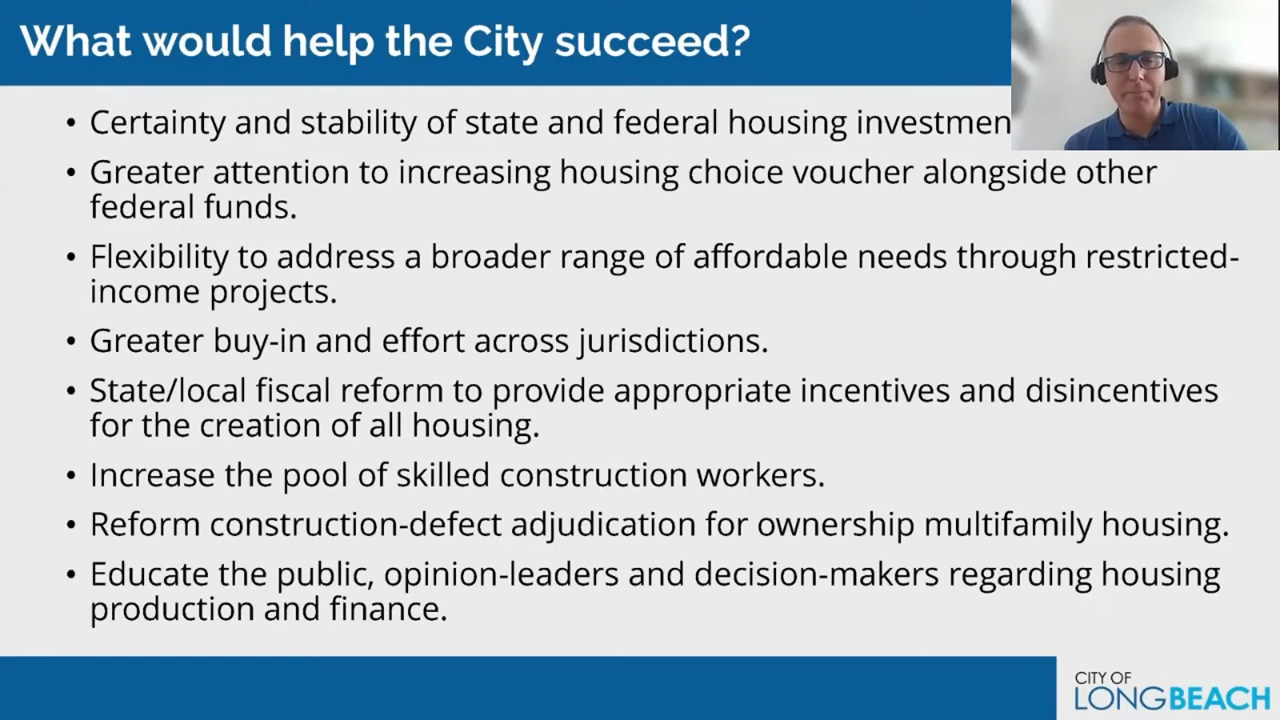 What would help the City succeed?
• Certainty and stability of state and federal housing
• Greater attention to increasing housing choice voucher alongside other
federal funds.
• Flexibility to address a broader range of affordable needs through restricted-
income projects.
• Greater buy-in and effort across jurisdictions.
• State/local fiscal reform to provide appropriate incentives and disincentives
for the creation of all housing.
• Increase the pool of skilled construction workers.
• Reform construction-defect adjudication for ownership multifamily housing.
• Educate the public, opinion-leaders and decision-makers regarding housing
production and finance.
CITY OF
LONGBEACH